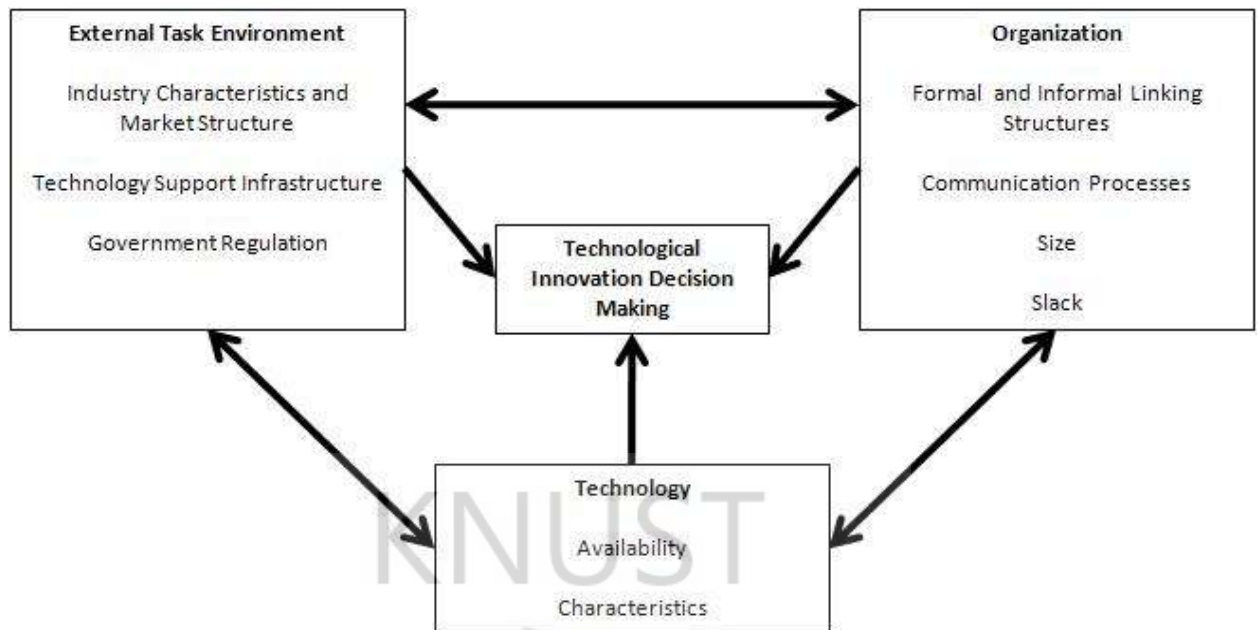 External Task Environment
Industry Characteristics and
Market Structure
Technology Support Infrastructure
Government Regulation
Organization
Formal and Informal Linking
Structures
Communication Processes
Size
Slack
Technological
Innovation Decision
Making
Technology
Availability
Characteristics
KNUST